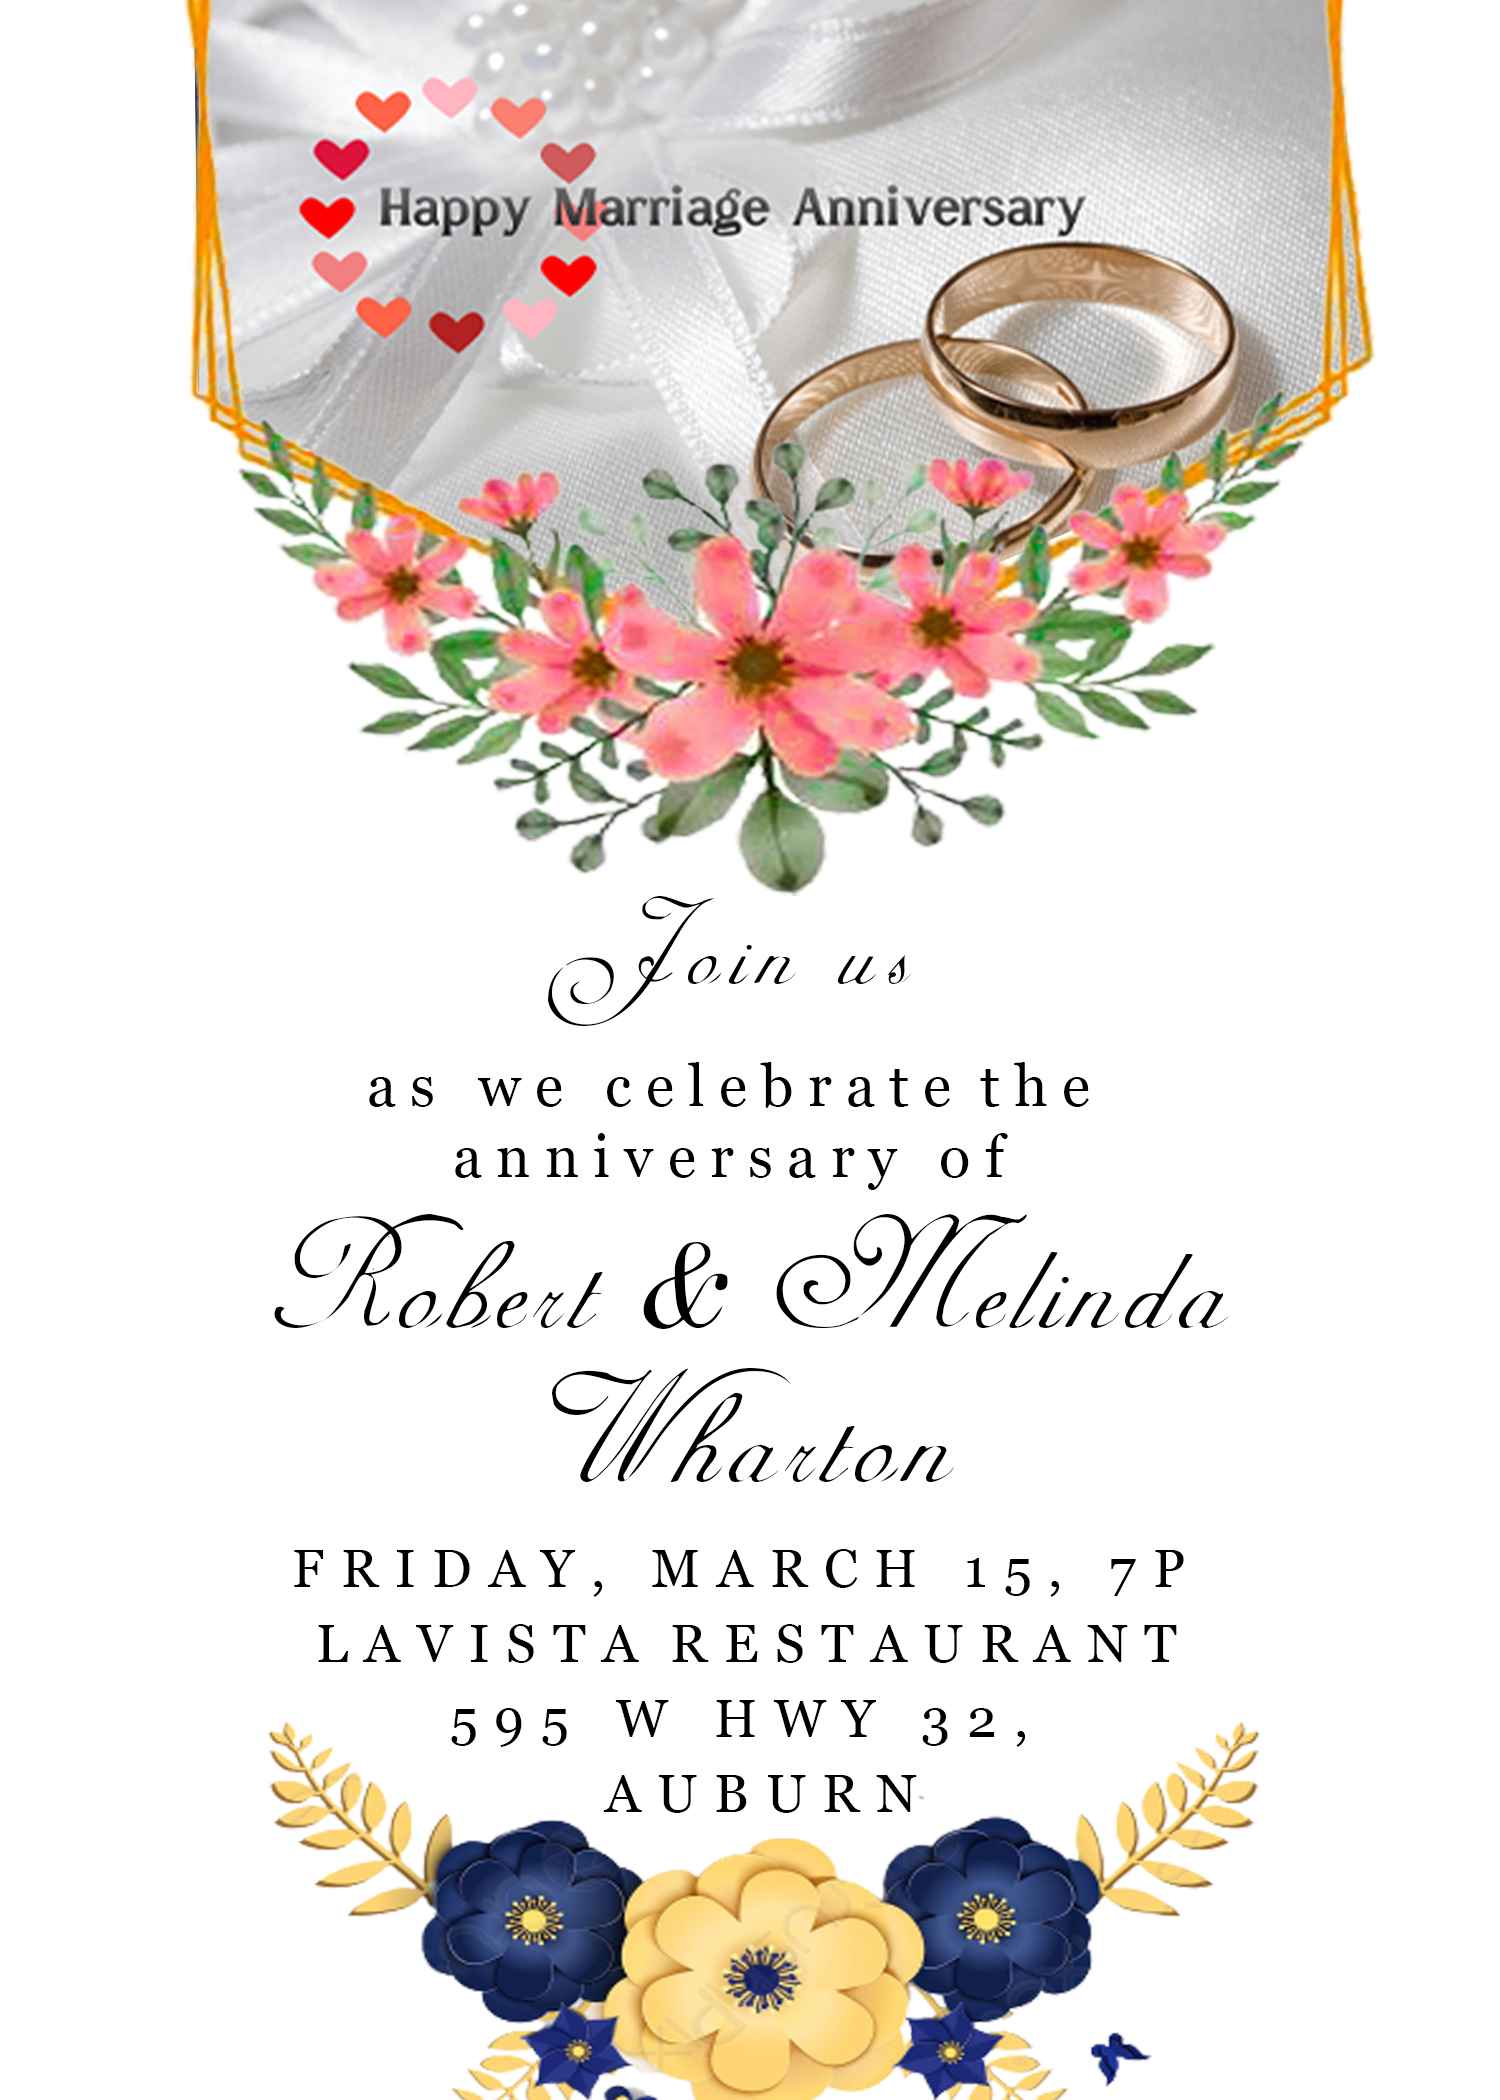 Happy Marriage Anniversary
Join us
as we celebrate the
anniversary of
Robert & Melinda
Wharton
FRIDAY, MARCH 15, 7P
LAVISTA RESTAURANT
595 W HWY 32,
AUBURN